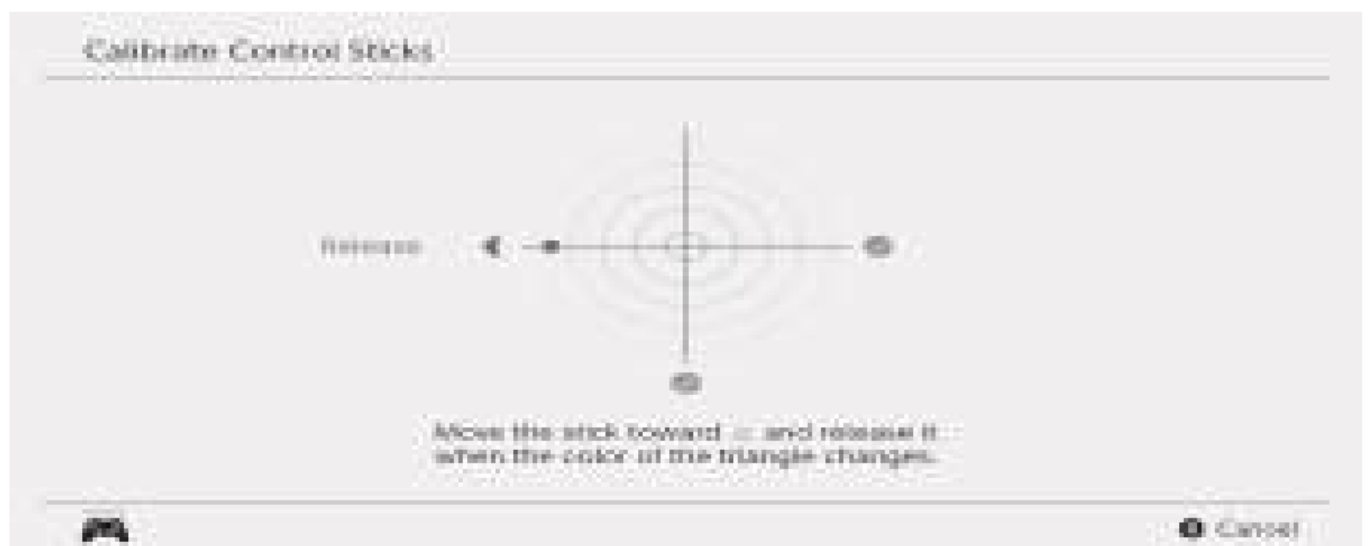 Calibrate Control Sticks
Release
Move the stick toward and release it
when the color of the triangle changes.
Cancel